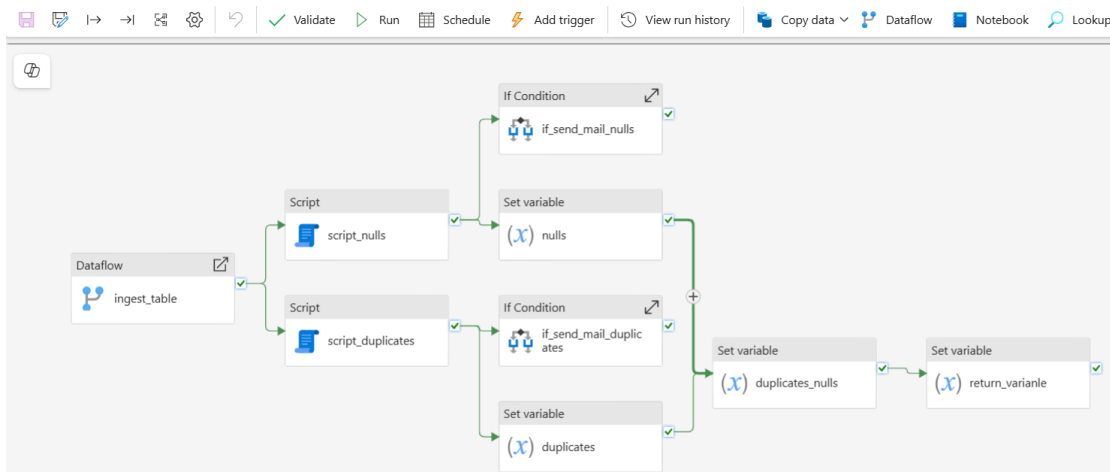 Validate
Run
Schedule
Add trigger
View run history
Copy data
Dataflow
Notebook
Lookup
If Condition
if_send_mail_nulls
Script
script_nulls
Set variable
(x) nulls
Dataflow
ingest_table
Script
script_duplicates
If Condition
if_send_mail_duplic
ates
Set variable
(x) duplicates_nulls
Set variable
(x) return_varianle
Set variable
(x) duplicates